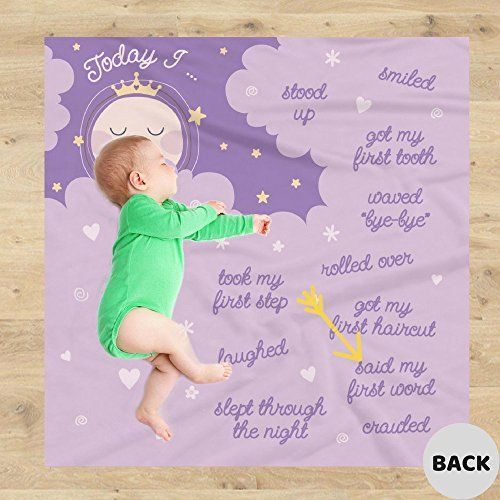 Today I ...
smiled
stood
up
got my
first tooth
waved
"bye-bye"
rolled over
took my
first step
got my
first haircut
laughed
said my
first word
slept through
the night
crawled
BACK